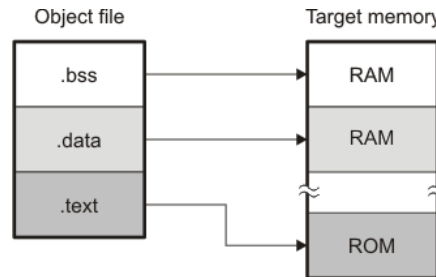 Object file
Target memory
.bss
RAM
.data
RAM
.text
ROM